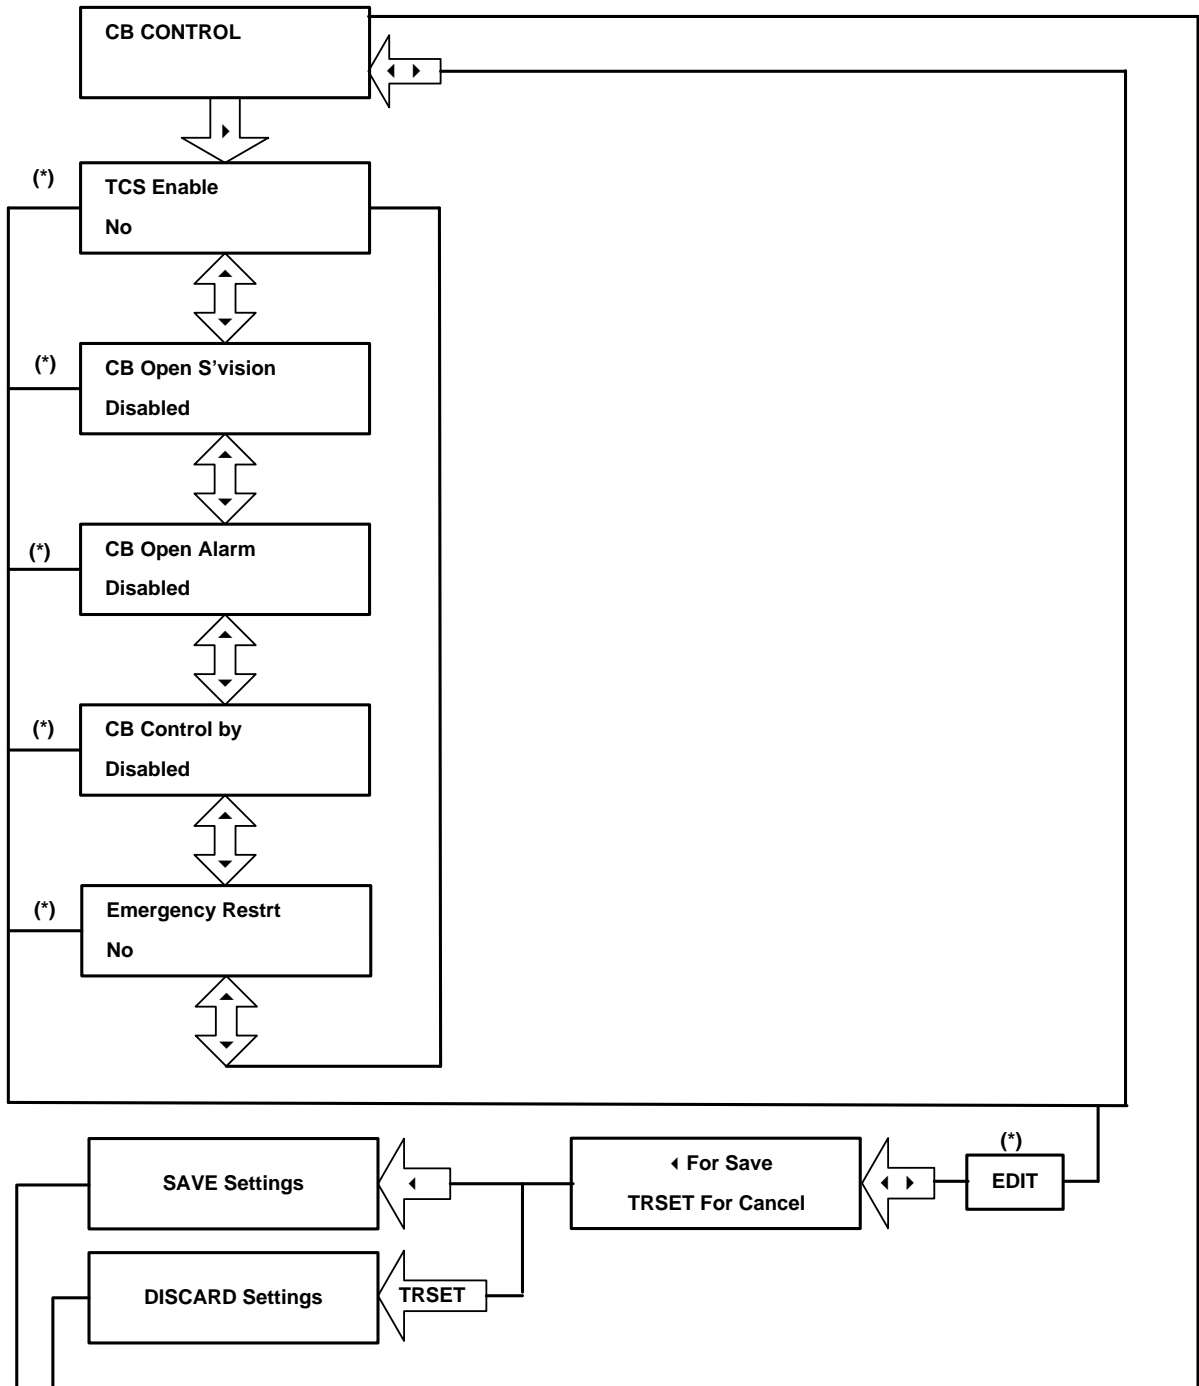 CB CONTROL
(*)
TCS Enable
No
(*)
CB Open S’vision
Disabled
(*)
CB Open Alarm
Disabled
(*)
CB Control by
Disabled
(*)
Emergency Restrt
No
SAVE Settings
For Save
TRSET For Cancel
(*)
EDIT
DISCARD Settings
TRSET